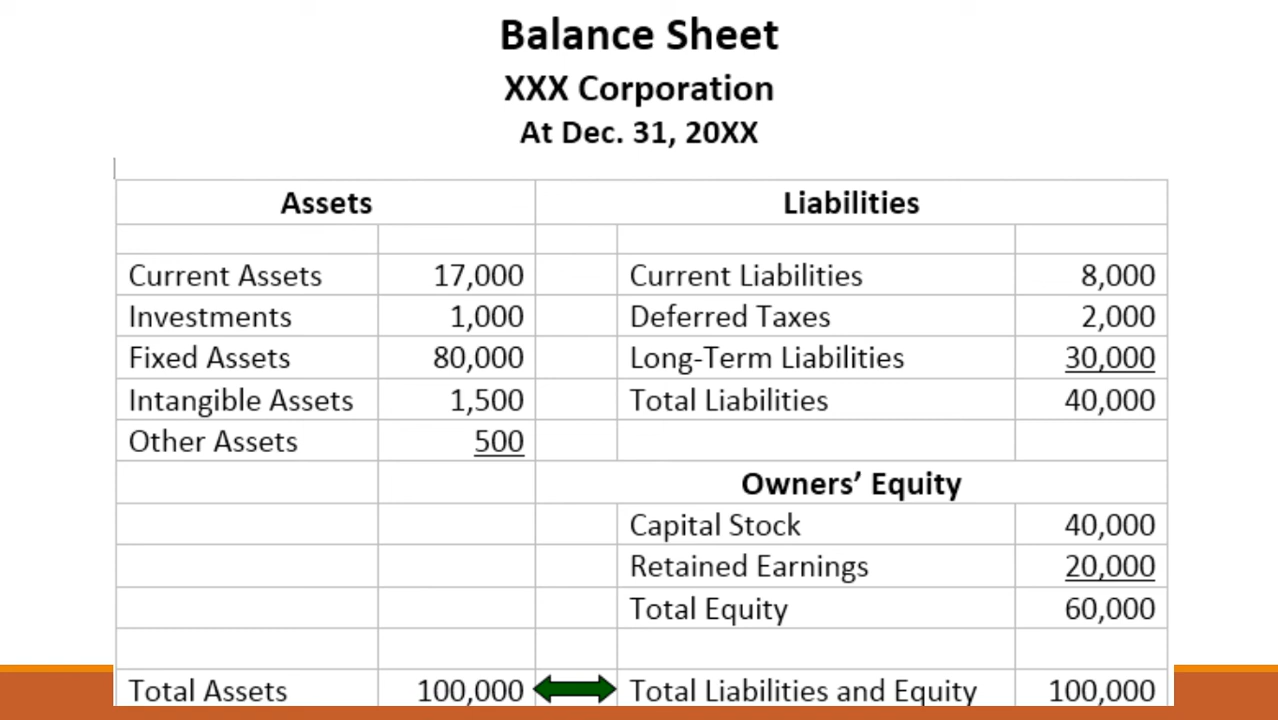 Balance Sheet
XXX Corporation
At Dec. 31, 20XX
Assets Liabilities
Current Assets 17,000 Current Liabilities 8,000
Investments 1,000 Deferred Taxes 2,000
Fixed Assets 80,000 Long-Term Liabilities 30,000
Intangible Assets 1,500 Total Liabilities 40,000
Other Assets 500
Owners’ Equity
Capital Stock 40,000
Retained Earnings 20,000
Total Equity 60,000
Total Assets 100,000 Total Liabilities and Equity 100,000